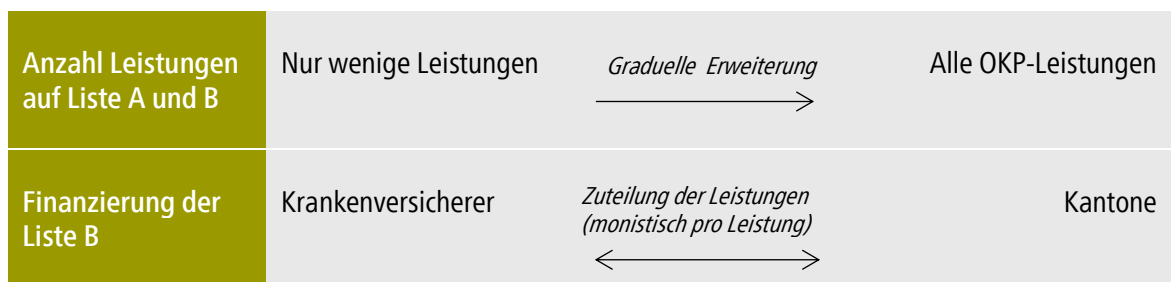 Anzahl Leistungen
auf Liste A und B
Nur wenige Leistungen
Graduelle Erweiterung
Alle OKP-Leistungen
Finanzierung der
Liste B
Krankenversicherer
Zuteilung der Leistungen
(monistisch pro Leistung)
Kantone